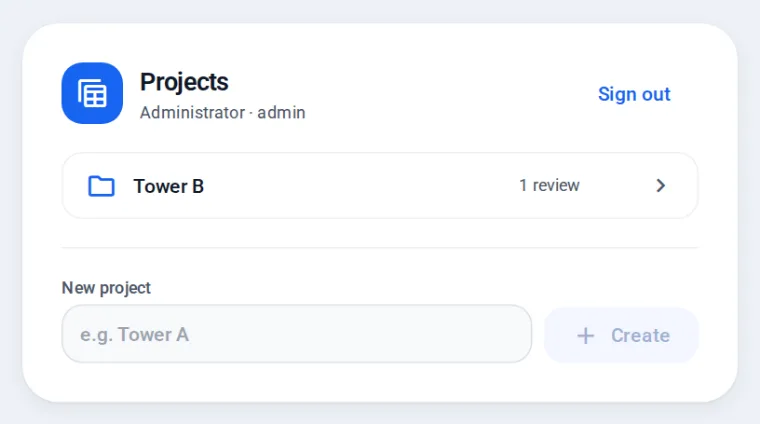 Projects
Administrator · admin
Sign out
Tower B
1 review
New project
e.g. Tower A
Create